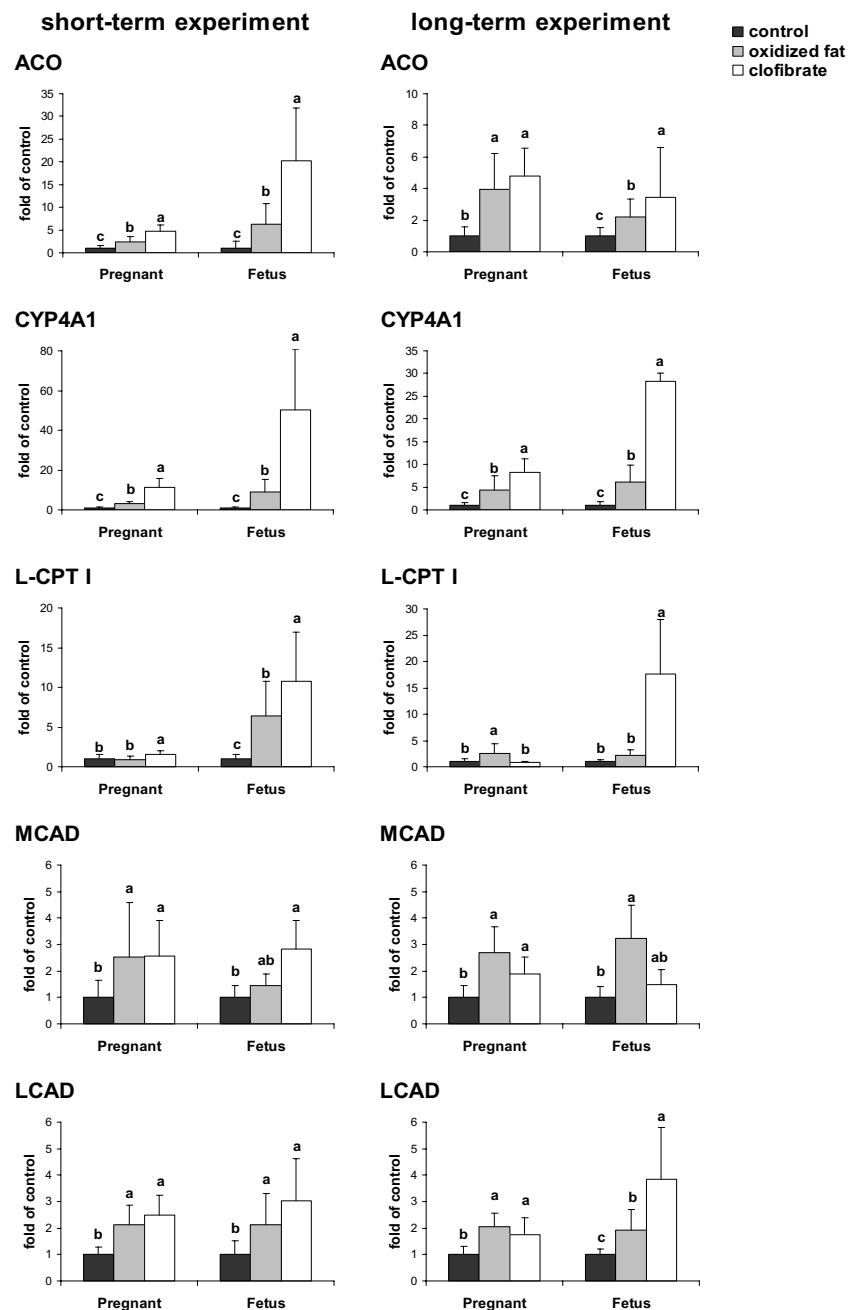 short-term experiment
long-term experiment
control
oxidized fat
clofibrate
ACO
fold of control
35
30
25
20
15
10
5
0
c b a
c b a
Pregnant Fetus
ACO
fold of control
10
8
6
4
2
0
b a a
c b a
Pregnant Fetus
CYP4A1
fold of control
80
60
40
20
0
c b a
c b a
Pregnant Fetus
CYP4A1
fold of control
35
30
25
20
15
10
5
0
c b a
c b a
Pregnant Fetus
L-CPT I
fold of control
20
15
10
5
0
b b a
c b a
Pregnant Fetus
L-CPT I
fold of control
30
25
20
15
10
5
0
b a b
b b a
Pregnant Fetus
MCAD
fold of control
6
5
4
3
2
1
0
b a a
b ab a
Pregnant Fetus
MCAD
fold of control
6
5
4
3
2
1
0
b a a
b a ab
Pregnant Fetus
LCAD
fold of control
6
5
4
3
2
1
0
b a a
b a a
Pregnant Fetus
LCAD
fold of control
6
5
4
3
2
1
0
b a a
c b a
Pregnant Fetus